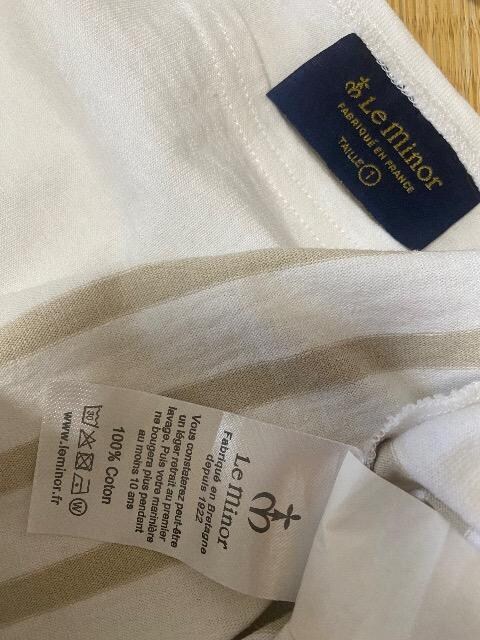 Le Minor
FABRIQUÉ EN FRANCE
TAILLE 1
Le Minor
Fabriqué en Bretagne
depuis 1922
Vous constaterez peut-être
un léger retrait au premier
lavage. Puis votre marinière
ne bougera plus pendant
au moins 10 ans
100% Coton
30 W
www.leminor.fr